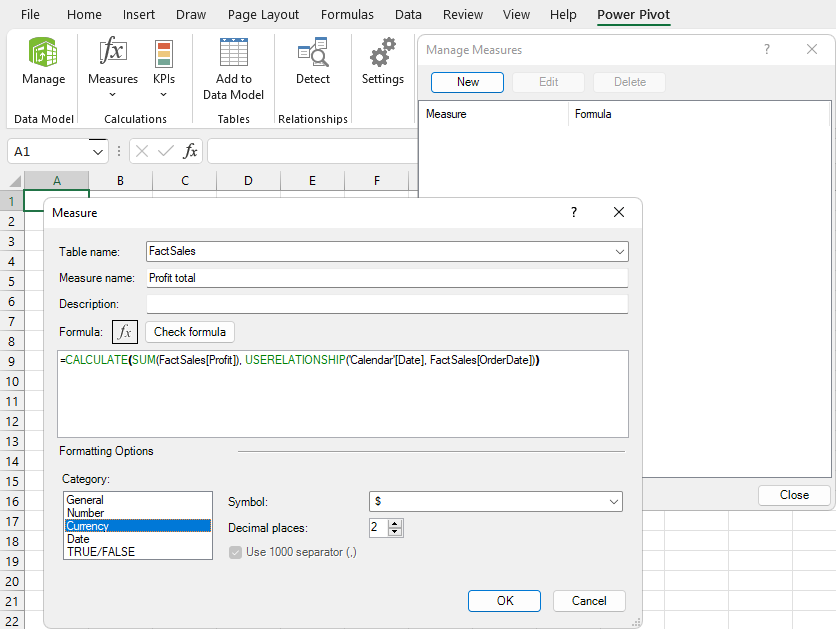 File Home Insert Draw Page Layout Formulas Data Review View Help Power Pivot
Manage Measures KPIs Add to Data Model Detect Settings
Data Model Calculations Tables Relationships
Manage Measures ? ×
New Edit Delete
Measure Formula
A1 fx
A B C D E F
1
2
3
4
5
6
7
8
9
10
11
12
13
14
15
16
17
18
19
20
21
22
Measure ? ×
Table name: FactSales
Measure name: Profit total
Description:
Formula: fx Check formula
=CALCULATE(SUM(FactSales[Profit]), USERELATIONSHIP('Calendar'[Date], FactSales[OrderDate]))
Formatting Options
Category:
General
Number
Currency
Date
TRUE/FALSE
Symbol: $
Decimal places: 2
Use 1000 separator (,)
OK Cancel
Close